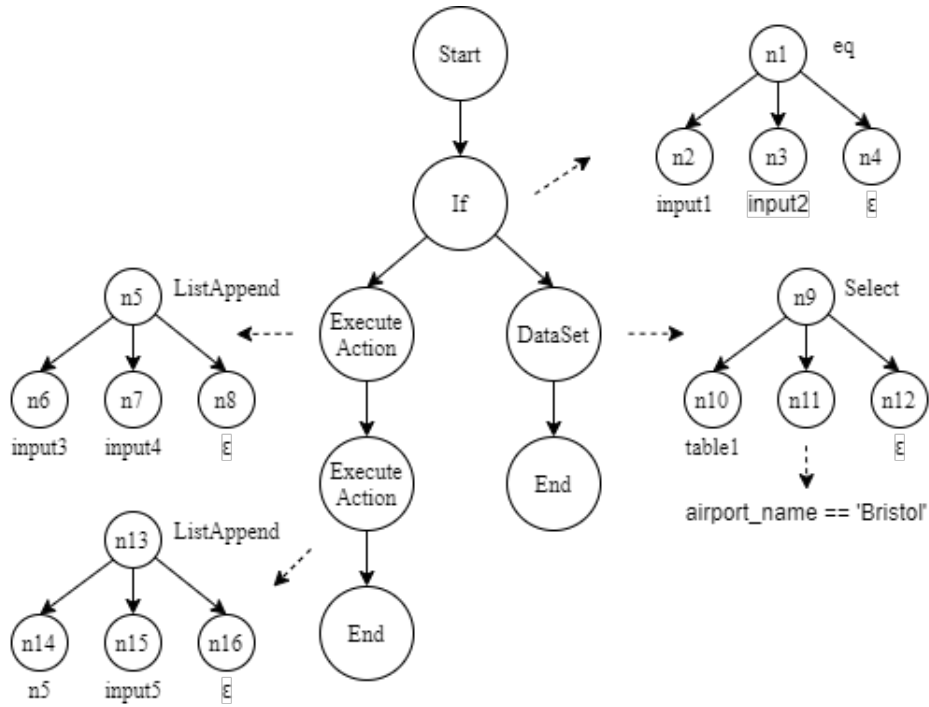 Start
n1
eq
n2
n3
n4
input1
input2
ε
If
n5
ListAppend
Execute
Action
DataSet
n9
Select
n6
n7
n8
input3
input4
ε
n10
n11
n12
table1
ε
Execute
Action
End
airport_name == 'Bristol'
n13
ListAppend
n14
n15
n16
n5
input5
ε
End